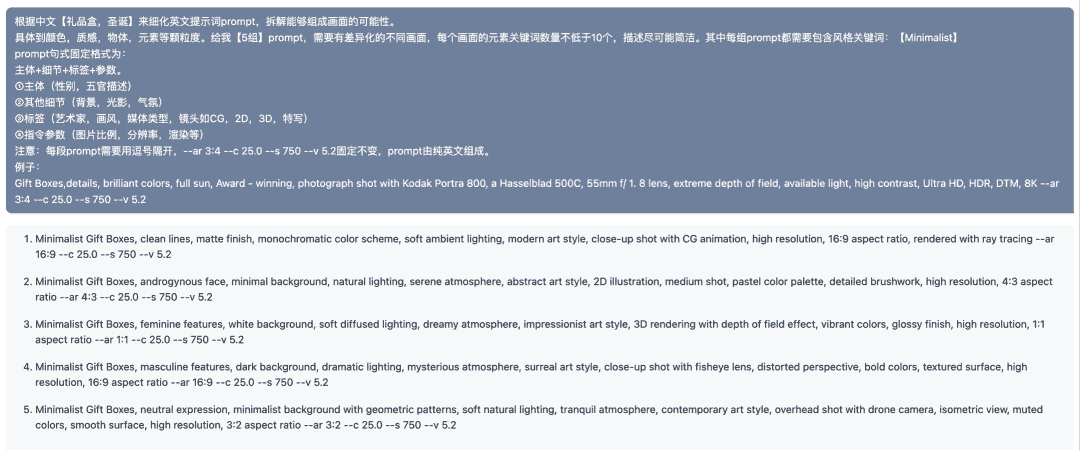 根据中文【礼品盒，圣诞】来细化英文提示词prompt，拆解能够组成画面的可能性。
具体到颜色，质感，物体，元素等颗粒度。给我【5组】prompt，需要有差异化的不同画面，每个画面的元素关键词数量不低于10个，描述尽可能简洁。其中每组prompt都需要包含风格关键词：【Minimalist】
prompt句式固定格式为：
主体+细节+标签+参数。
①主体（性别，五官描述）
②其他细节（背景，光影，气氛）
③标签（艺术家，画风，媒体类型，镜头如CG，2D，3D，特写）
④指令参数（图片比例，分辨率，渲染等）
注意：每段prompt需要用逗号隔开，--ar 3:4 --c 25.0 --s 750 --v 5.2固定不变，prompt由纯英文组成。
例子：
Gift Boxes,details, brilliant colors, full sun, Award - winning, photograph shot with Kodak Portra 800, a Hasselblad 500C, 55mm f/ 1. 8 lens, extreme depth of field, available light, high contrast, Ultra HD, HDR, DTM, 8K --ar
3:4 --c 25.0 --s 750 --v 5.2
1. Minimalist Gift Boxes, clean lines, matte finish, monochromatic color scheme, soft ambient lighting, modern art style, close-up shot with CG animation, high resolution, 16:9 aspect ratio, rendered with ray tracing --ar
16:9 --c 25.0 --s 750 --v 5.2
2. Minimalist Gift Boxes, androgynous face, minimal background, natural lighting, serene atmosphere, abstract art style, 2D illustration, medium shot, pastel color palette, detailed brushwork, high resolution, 4:3 aspect
ratio --ar 4:3 --c 25.0 --s 750 --v 5.2
3. Minimalist Gift Boxes, feminine features, white background, soft diffused lighting, dreamy atmosphere, impressionist art style, 3D rendering with depth of field effect, vibrant colors, glossy finish, high resolution, 1:1
aspect ratio --ar 1:1 --c 25.0 --s 750 --v 5.2
4. Minimalist Gift Boxes, masculine features, dark background, dramatic lighting, mysterious atmosphere, surreal art style, close-up shot with fisheye lens, distorted perspective, bold colors, textured surface, high
resolution, 16:9 aspect ratio --ar 16:9 --c 25.0 --s 750 --v 5.2
5. Minimalist Gift Boxes, neutral expression, minimalist background with geometric patterns, soft natural lighting, tranquil atmosphere, contemporary art style, overhead shot with drone camera, isometric view, muted
colors, smooth surface, high resolution, 3:2 aspect ratio --ar 3:2 --c 25.0 --s 750 --v 5.2